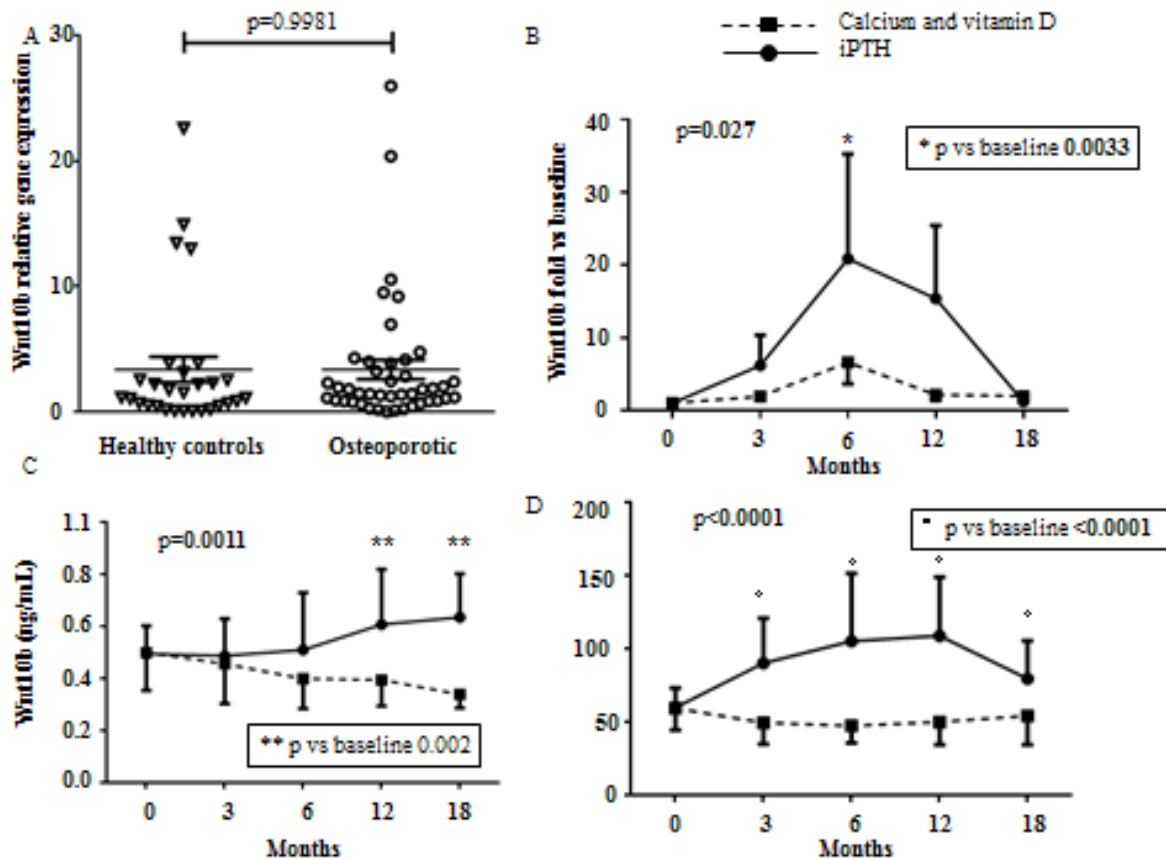 A
p=0.9981
Wnt10b relative gene expression
30
20
10
0
Healthy controls
Osteoporotic
B
Calcium and vitamin D
iPTH
p=0.027
*
* p vs baseline 0.0033
Wnt10b fold vs baseline
40
30
20
10
0
0 3 6 12 18
Months
C
p=0.0011
** **
Wnt10b (ng/mL)
1.1
0.8
0.6
0.4
0.2
0.0
** p vs baseline 0.002
0 3 6 12 18
Months
D
p<0.0001
p vs baseline <0.0001
200
150
100
50
0
0 3 6 12 18
Months